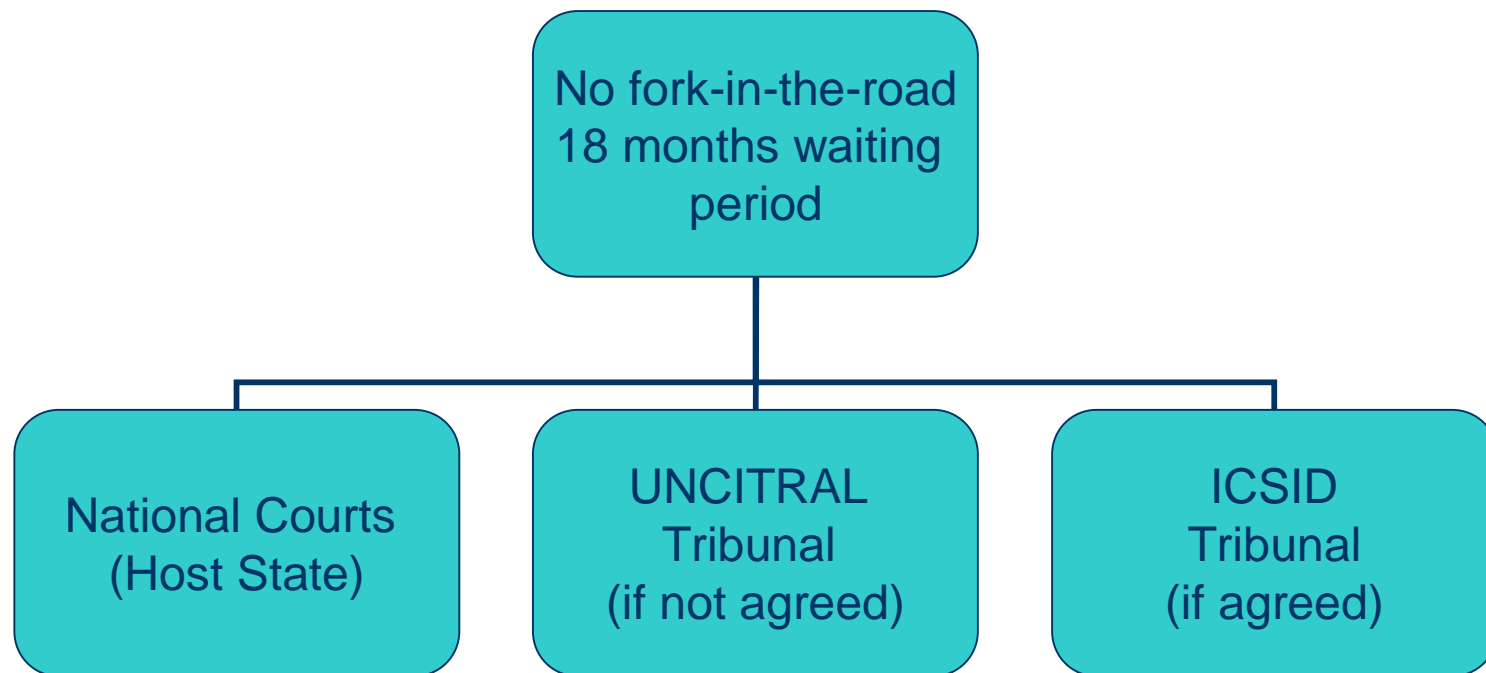 No fork-in-the-road
18 months waiting
period
National Courts
(Host State)
UNCITRAL
Tribunal
(if not agreed)
ICSID
Tribunal
(if agreed)